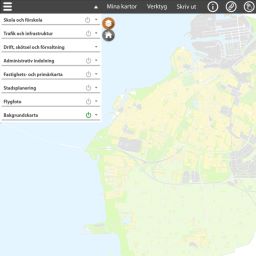 Mina kartor Verktyg Skriv ut
Skola och förskola
Trafik och infrastruktur
Drift, skötsel och förvaltning
Administrativ indelning
Fastighets- och primärkarta
Stadsplanering
Flygfoto
Bakgrundskarta